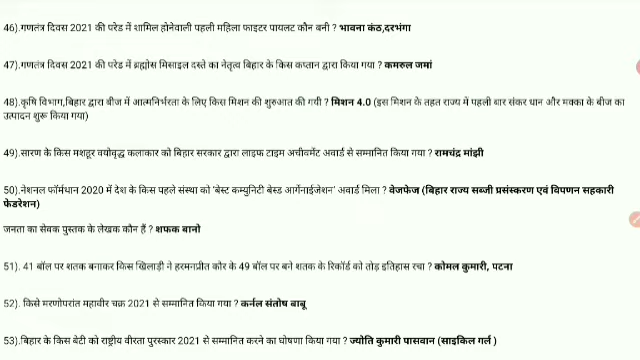 46).गणतंत्र दिवस 2021 की परेड में शामिल होनेवाली पहली महिला फाइटर पायलट कौन बनी ? भावना कंठ,दरभंगा
47).गणतंत्र दिवस 2021 की परेड में ब्रह्मोस मिसाइल दस्ते का नेतृत्व बिहार के किस कप्तान द्वारा किया गया ? कमरुल जमां
48).कृषि विभाग,बिहार द्वारा बीज में आत्मनिर्भरता के लिए किस मिशन की शुरुआत की गयी ? मिशन 4.0 (इस मिशन के तहत राज्य में पहली बार संकर धान और मक्का के बीज का
उत्पादन शुरू किया गया)
49).सारण के किस मशहूर वयोवृद्ध कलाकार को बिहार सरकार द्वारा लाइफ टाइम अचीवमेंट अवार्ड से सम्मानित किया गया ? रामचंद्र मांझी
50).नेशनल फॉर्मधान 2020 में देश के किस पहले संस्था को 'बेस्ट कम्युनिटी बेस्ड आर्गेनाईजेशन' अवार्ड मिला ? वेजफेज (बिहार राज्य सब्जी प्रसंस्करण एवं विपणन सहकारी
फेडरेशन)
जनता का सेवक पुस्तक के लेखक कौन हैं ? शफक बानो
51). 41 बॉल पर शतक बनाकर किस खिलाड़ी ने हरमनप्रीत कौर के 49 बॉल पर बने शतक के रिकॉर्ड को तोड़ इतिहास रचा ? कोमल कुमारी, पटना
52). किसे मरणोपरांत महावीर चक्र 2021 से सम्मानित किया गया ? कर्नल संतोष बाबू
53).बिहार के किस बेटी को राष्ट्रीय वीरता पुरस्कार 2021 से सम्मानित करने का घोषणा किया गया ? ज्योति कुमारी पासवान (साइकिल गर्ल )